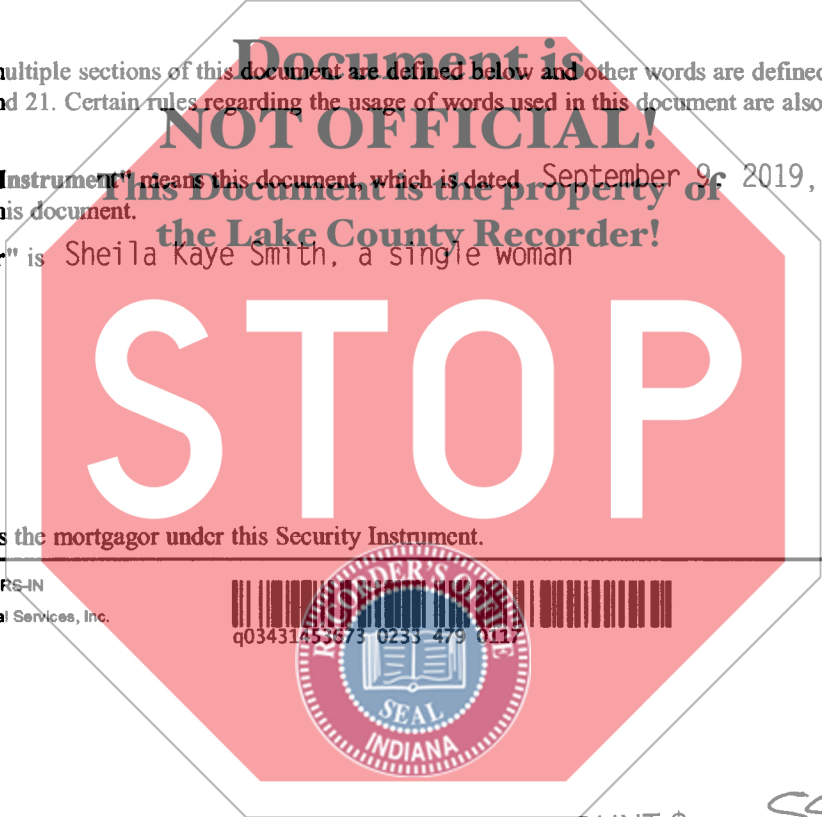 Document is
ultiple sections of this document are defined below and other words are defined
d 21. Certain rules regarding the usage of words used in this document are also
NOT OFFICIAL!
Instrument" means this document, which is dated September 9, 2019,
This Document is the property of
is document.
the Lake County Recorder!
" is Sheila Kaye Smith, a single woman
STOP
s the mortgagor under this Security Instrument.
RS-IN
al Services, Inc.
q03431453673 0233 479 0117
RECORDER'S OFFICE
SEAL
INDIANA